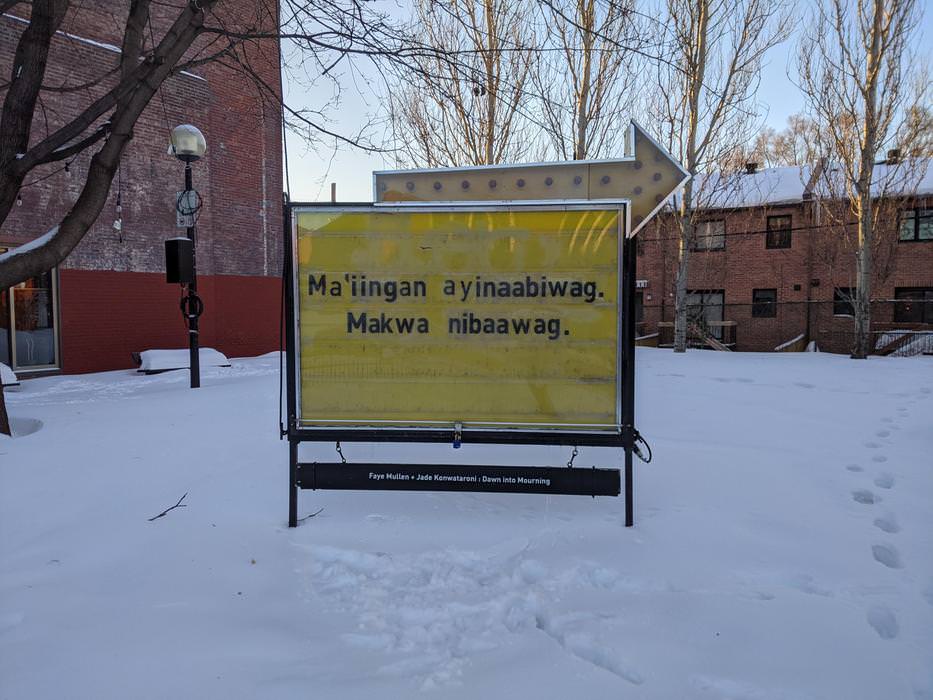 Ma'iingan ayinaabiwag.
Makwa nibaawag.
Faye Mullen + Jade Konwataroni : Dawn into Mourning